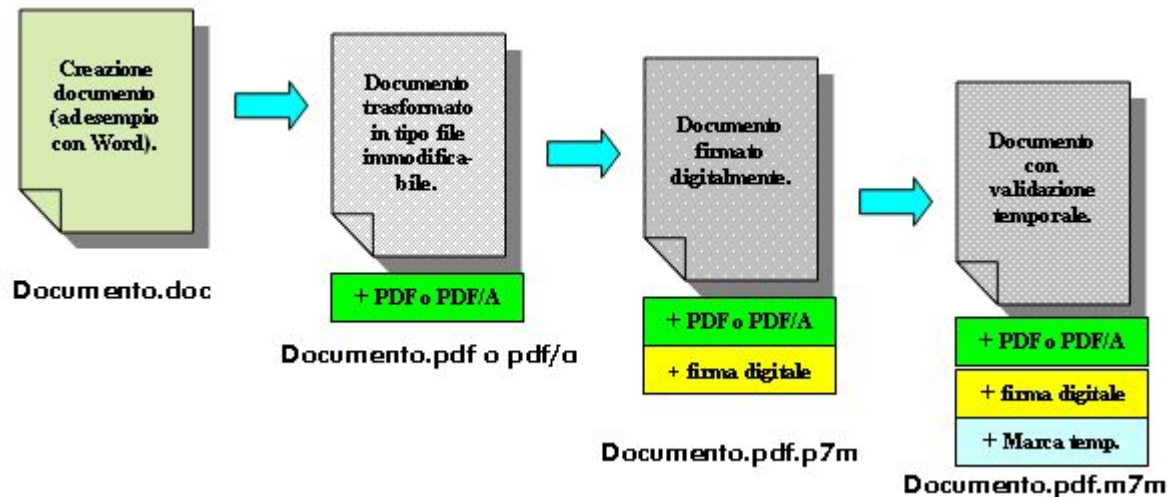 Creazione
documento
(ad esempio
con Word).
Documento.doc
Documento
trasformato
in tipo file
immodifica-
bile.
+ PDF o PDF/A
Documento.pdf o pdf/a
Documento
firmato
digitalmente.
+ PDF o PDF/A
+ firma digitale
Documento.pdf.p7m
Documento
con
validazione
temporale.
+ PDF o PDF/A
+ firma digitale
+ Marca temp.
Documento.pdf.m7m